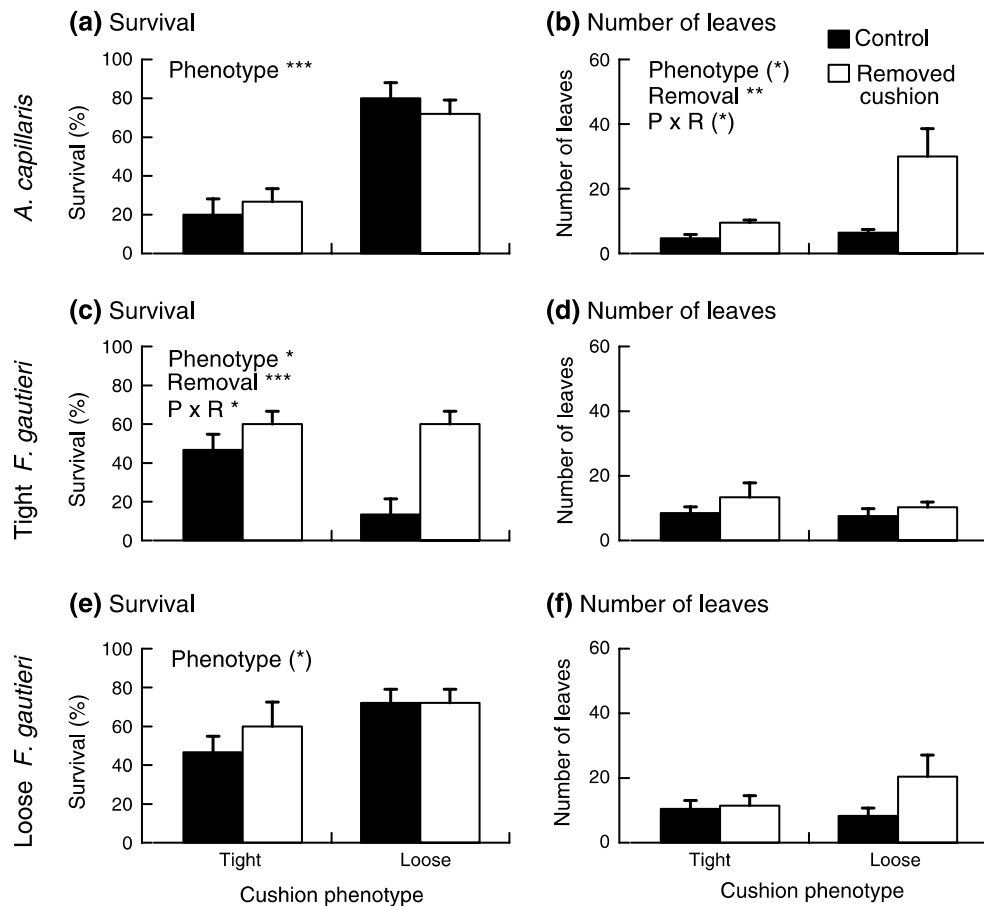 (a) Survival
A. capillaris
Survival (%)
100
80
60
40
20
0
Phenotype ***
(b) Number of leaves
Control
Removed
cushion
Number of leaves
60
40
20
0
Phenotype (*)
Removal **
P x R (*)
(c) Survival
Tight F. gautieri
Survival (%)
100
80
60
40
20
0
Phenotype *
Removal ***
P x R *
(d) Number of leaves
Number of leaves
60
40
20
0
(e) Survival
Loose F. gautieri
Survival (%)
100
80
60
40
20
0
Phenotype (*)
Tight
Loose
Cushion phenotype
(f) Number of leaves
Number of leaves
60
40
20
0
Tight
Loose
Cushion phenotype